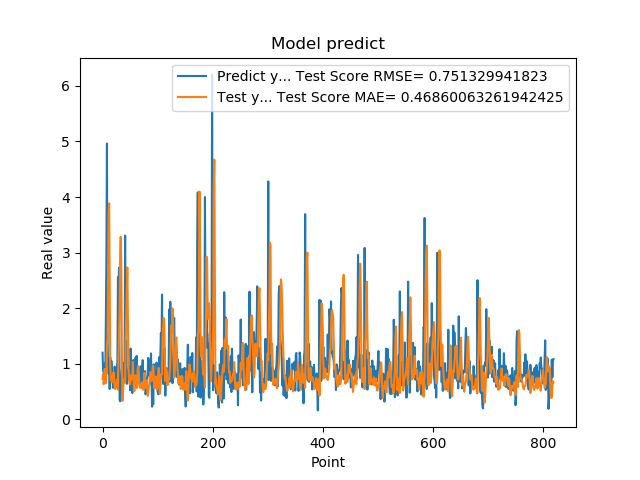 Model predict
Predict y... Test Score RMSE= 0.751329941823
Test y... Test Score MAE= 0.46860063261942425
Real value
6
5
4
3
2
1
0
0 200 400 600 800
Point